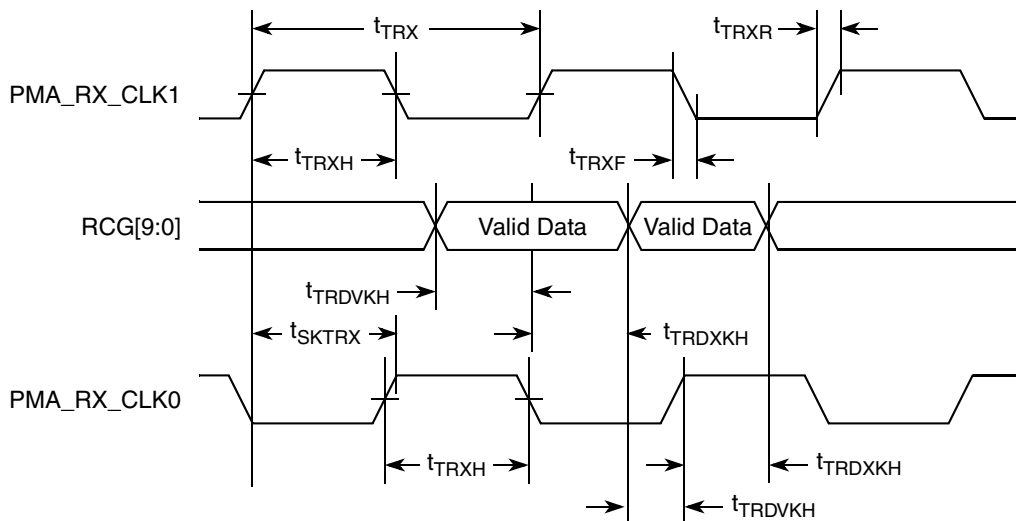 tTRX
tTRXR
PMA_RX_CLK1
tTRXH
tTRXF
RCG[9:0]
Valid Data
Valid Data
tTRDVKH
tSKTRX
tTRDXKH
PMA_RX_CLK0
tTRXH
tTRDXKH
tTRDVKH